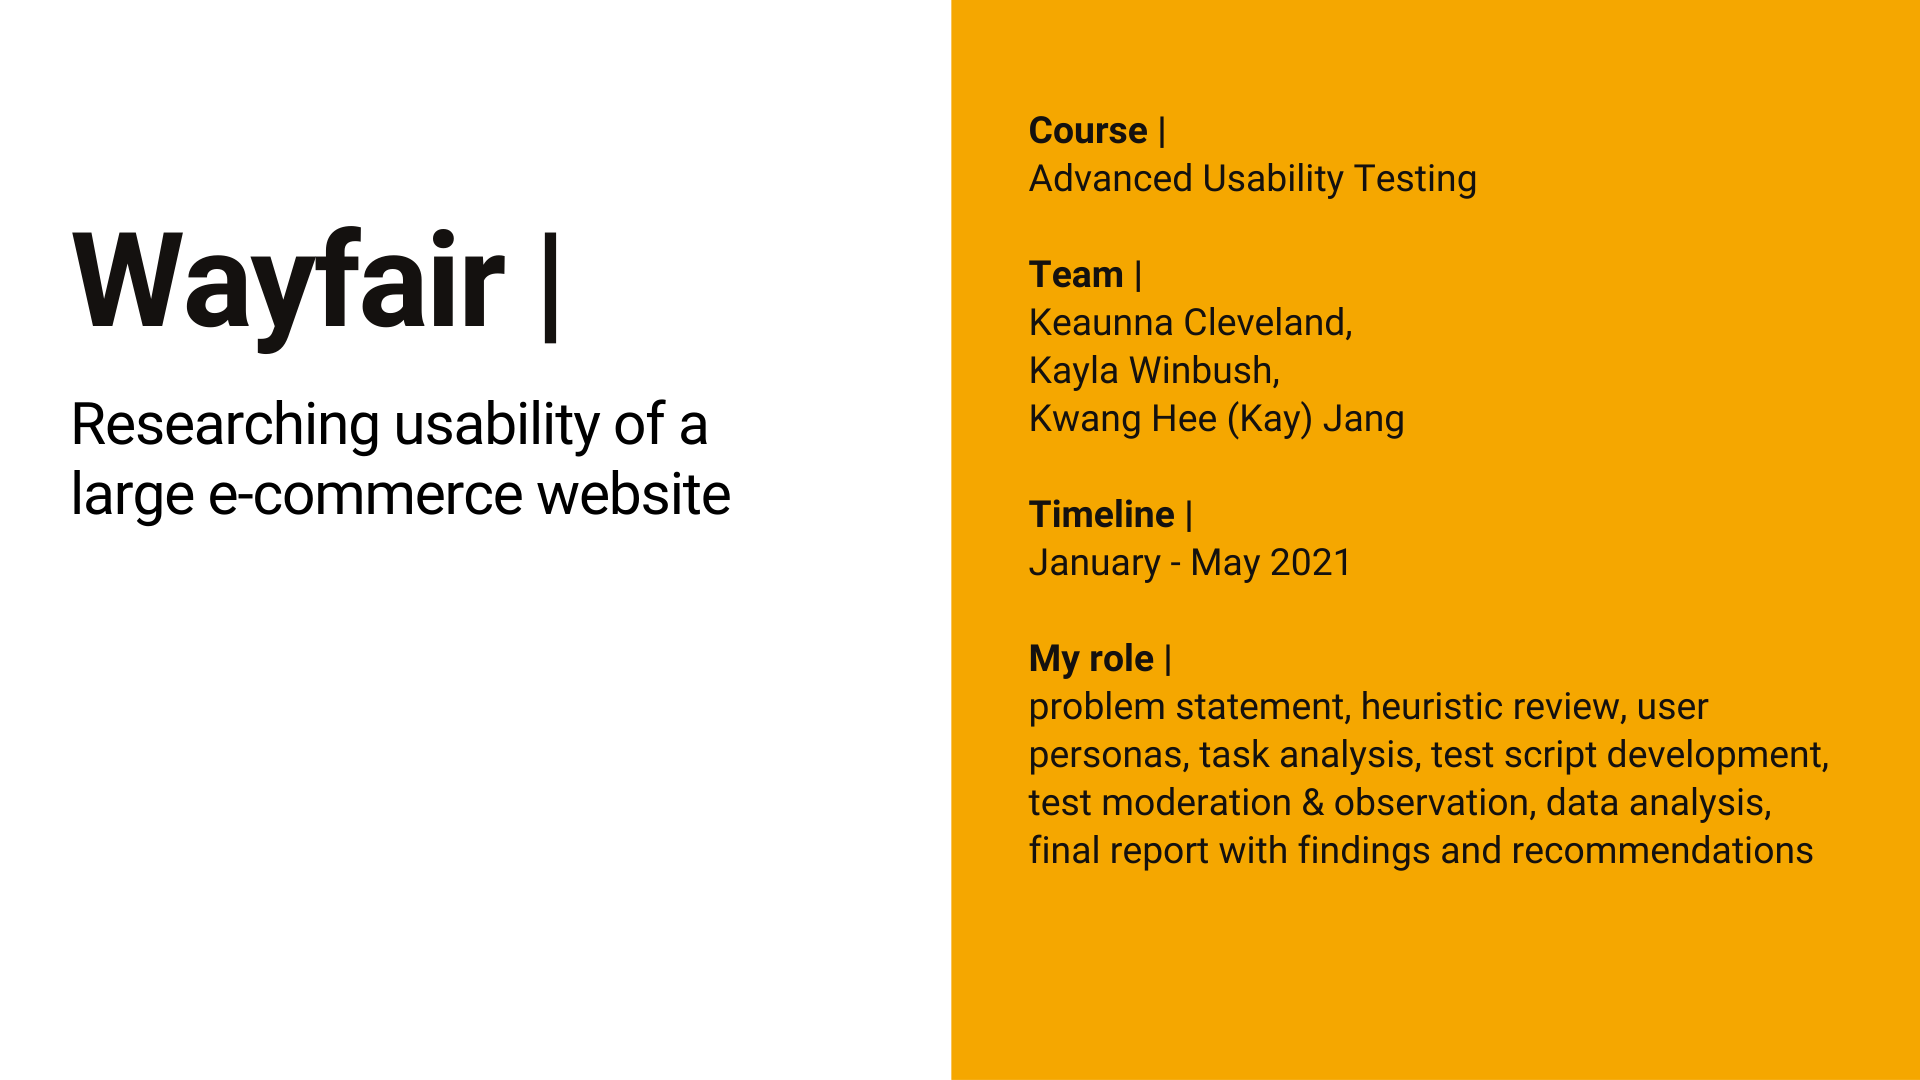 Wayfair |
Researching usability of a
large e-commerce website
Course |
Advanced Usability Testing
Team |
Keaunna Cleveland,
Kayla Winbush,
Kwang Hee (Kay) Jang
Timeline |
January - May 2021
My role |
problem statement, heuristic review, user
personas, task analysis, test script development,
test moderation & observation, data analysis,
final report with findings and recommendations